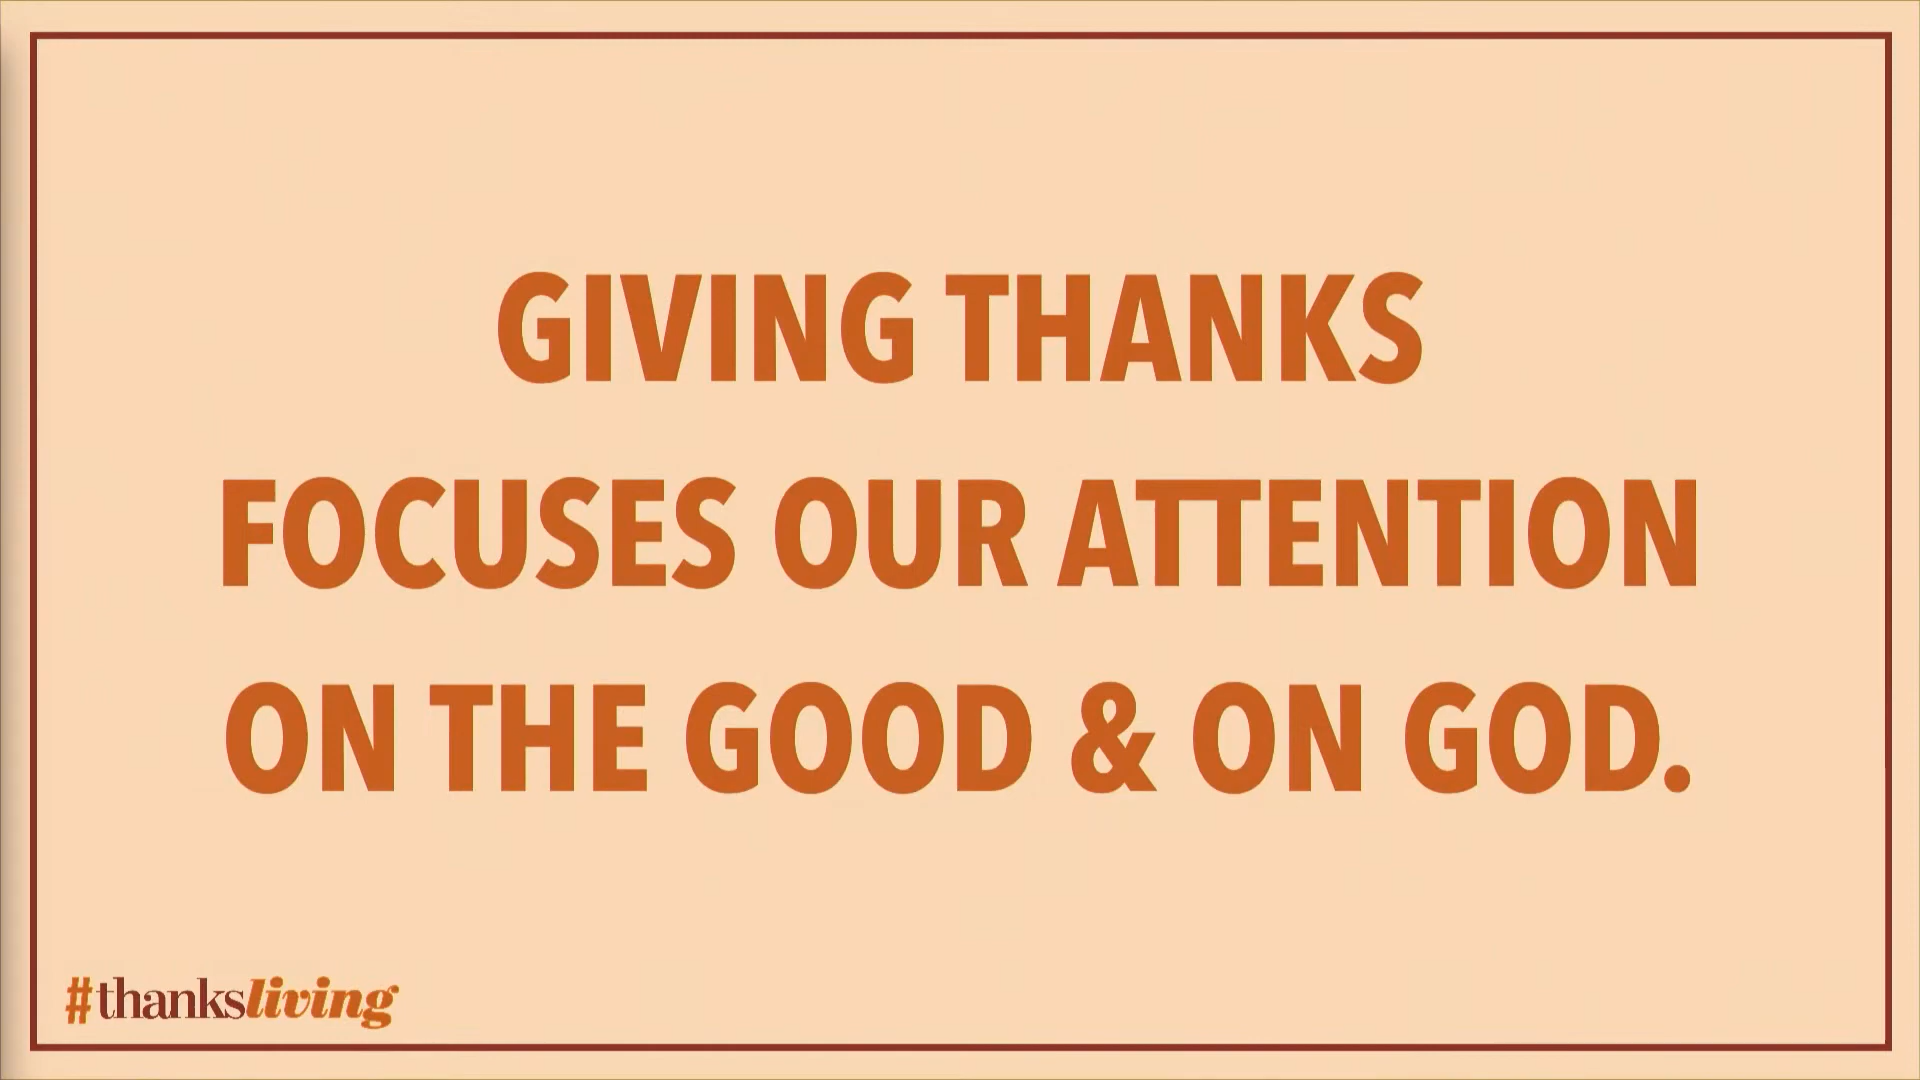 GIVING THANKS
FOCUSES OUR ATTENTION
ON THE GOOD & ON GOD.
#thanksliving